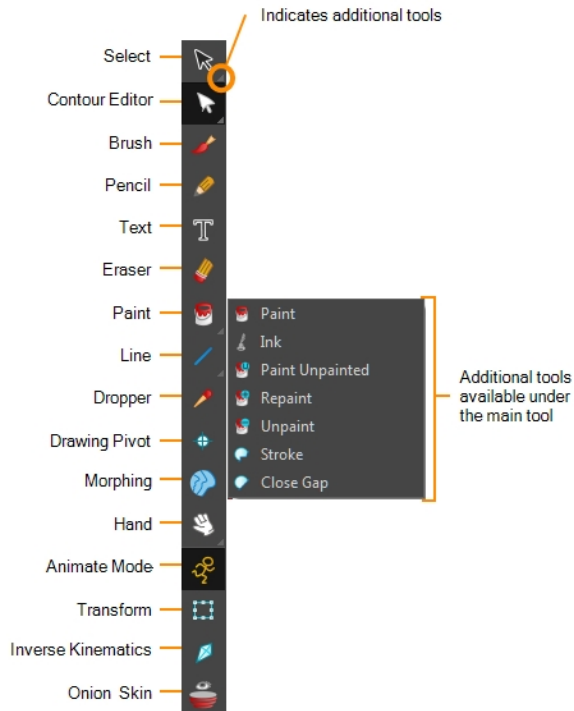 Indicates additional tools
Select
Contour Editor
Brush
Pencil
Text
Eraser
Paint
Line
Dropper
Drawing Pivot
Morphing
Hand
Animate Mode
Transform
Inverse Kinematics
Onion Skin
Paint
Ink
Paint Unpainted
Repaint
Unpaint
Stroke
Close Gap
Additional tools
available under
the main tool